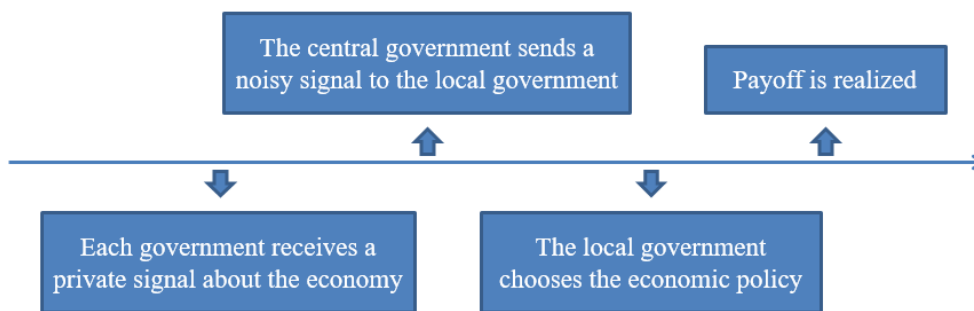 The central government sends a
noisy signal to the local government
Payoff is realized
Each government receives a
private signal about the economy
The local government
chooses the economic policy